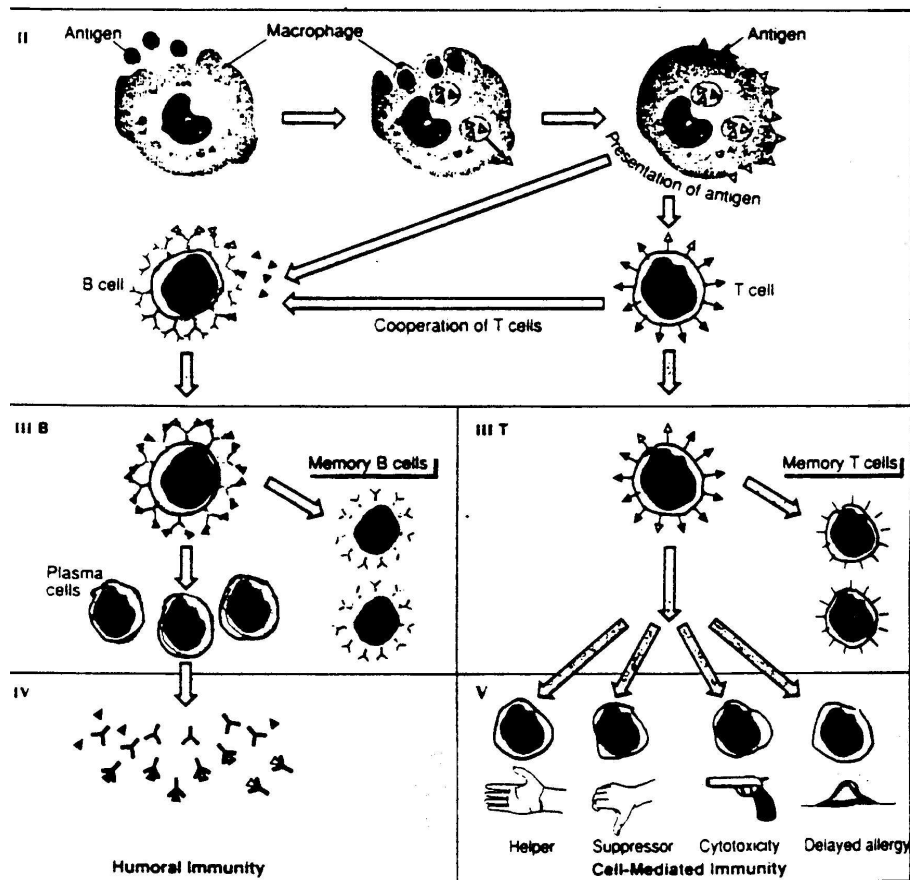 II
Antigen
Macrophage
Antigen
Presentation of antigen
B cell
T cell
Cooperation of T cells
III B
Memory B cells
Plasma
cells
III T
Memory T cells
IV
Humoral Immunity
V
Helper
Suppressor
Cytotoxicity
Delayed allergy
Cell-Mediated Immunity